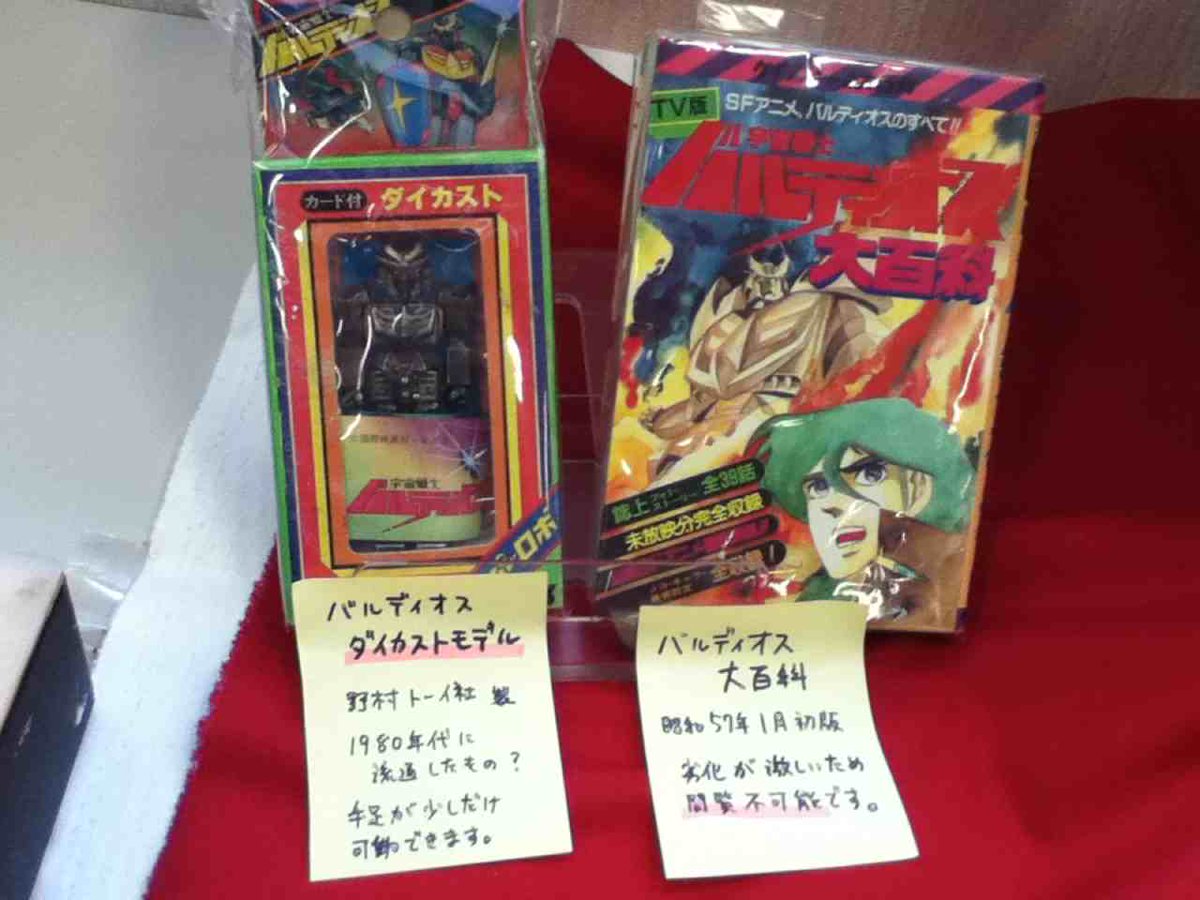 バルディオス
カード付
ダイカスト
宇宙戦士
ロボ
TV版
SFアニメ、バルディオスのすべて!!
宇宙戦士
バルディオス
大百科
誌上
全39話
未放映分完全収録
バルディオス
ダイカストモデル
野村トーイ社 製
1980年代に
流通したもの?
手足が少しだけ
可動できます。
バルディオス
大百科
昭和57年1月初版
劣化が激しいため
閲覧不可能です。